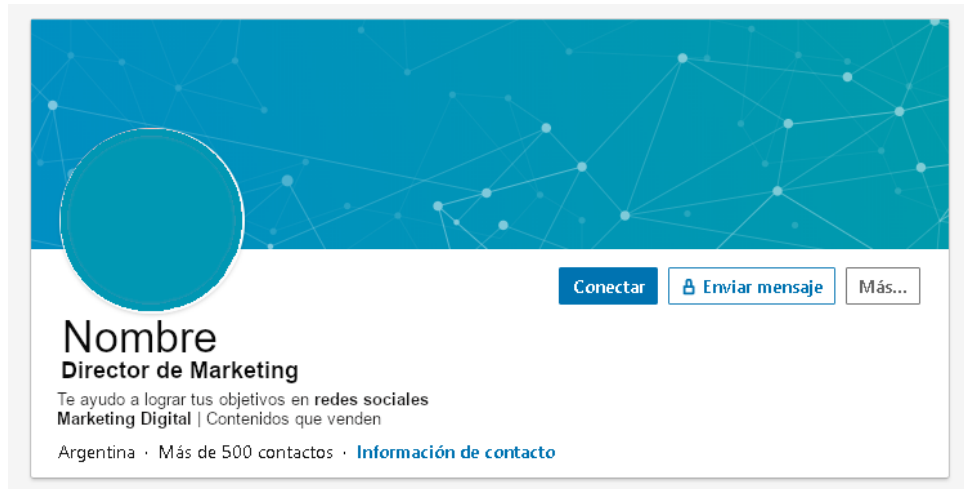 Conectar Enviar mensaje Más...
Nombre
Director de Marketing
Te ayudo a lograr tus objetivos en redes sociales
Marketing Digital | Contenidos que venden
Argentina · Más de 500 contactos · Información de contacto